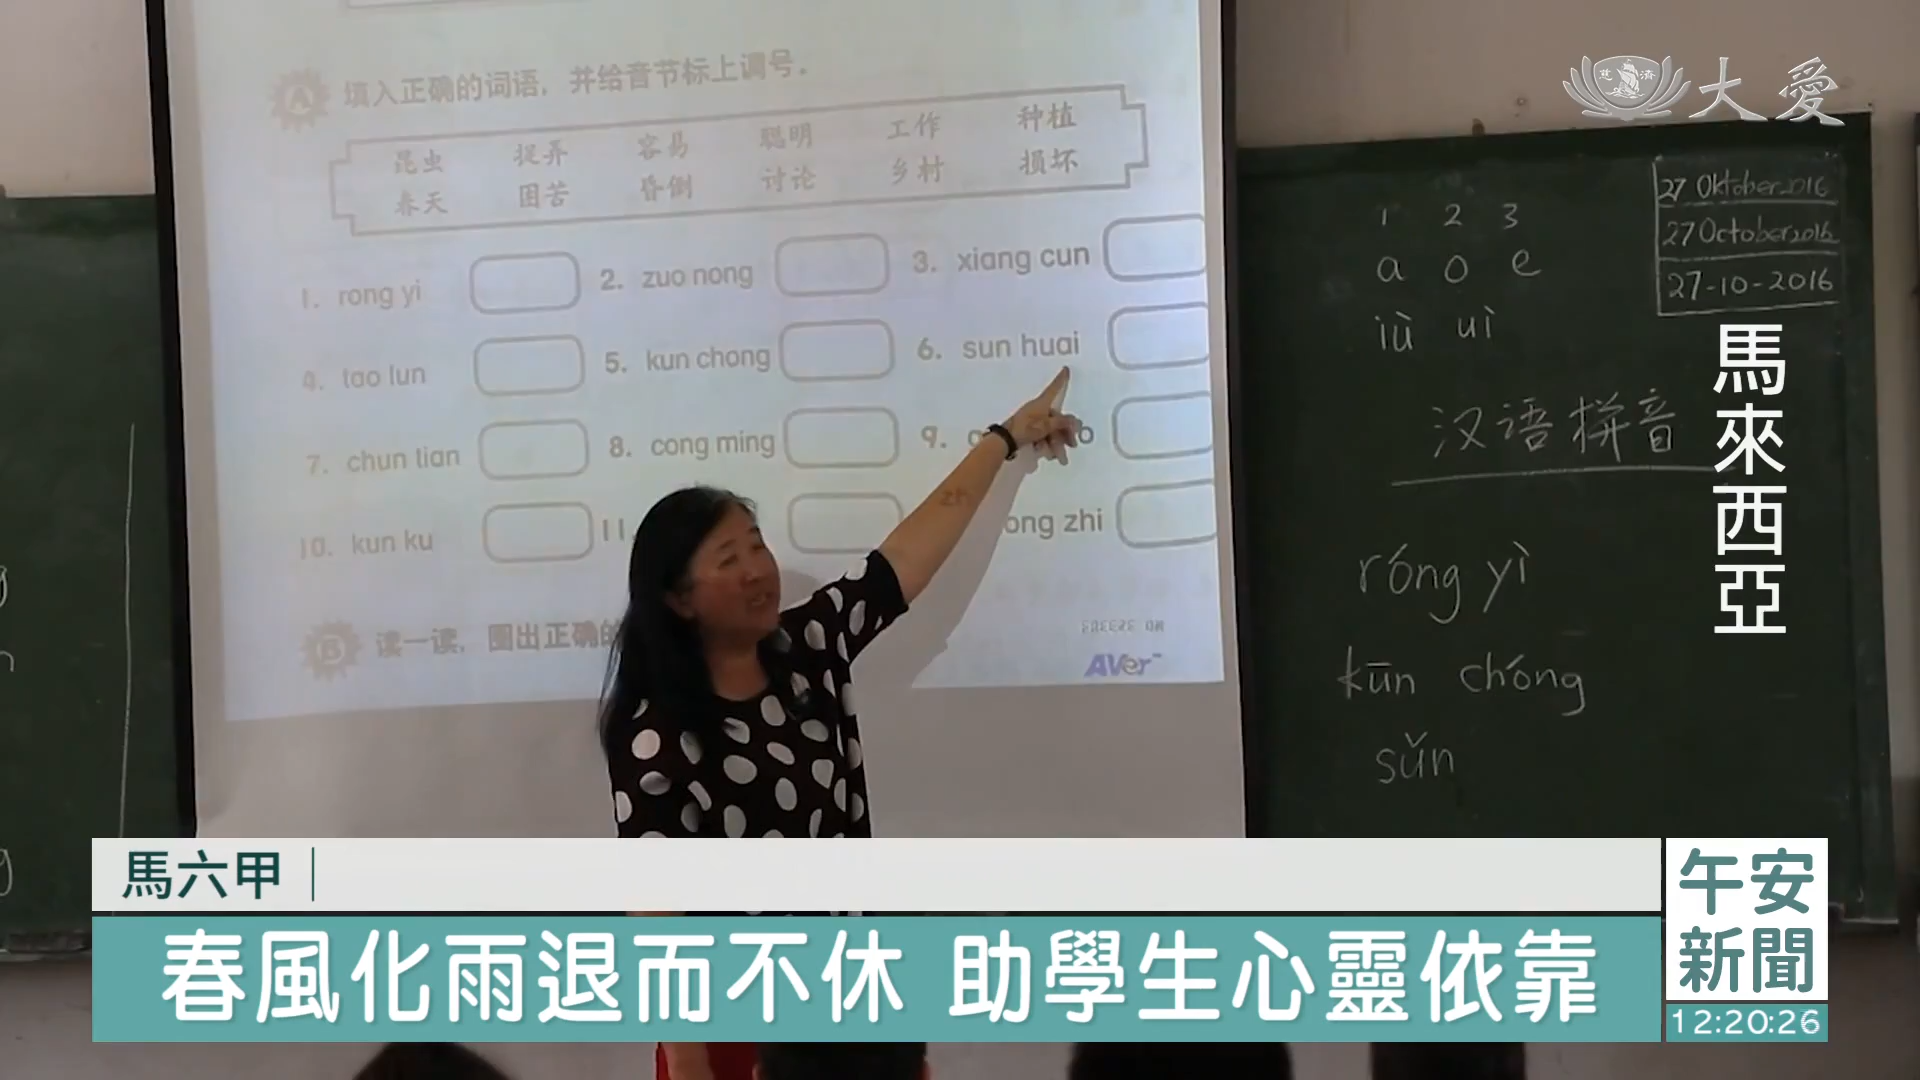 A 填入正确的词语，并给音节标上调号。
昆虫 捉弄 容易 聪明 工作 种植
春天 困苦 昏倒 讨论 乡村 损坏
1. rong yi 2. zuo nong 3. xiang cun
4. tao lun 5. kun chong 6. sun huai
7. chun tian 8. cong ming 9.
10. kun ku 11. ong zhi
B 读一读，圈出正确的
AVer
慈濟
大愛
1 2 3
a o e
iù uì
27 Oktober 2016
27 October 2016
27-10-2016
汉语拼音
róng yì
kūn chóng
sǔn
馬來西亞
馬六甲
春風化雨退而不休 助學生心靈依靠
午安
新聞
12:20:26